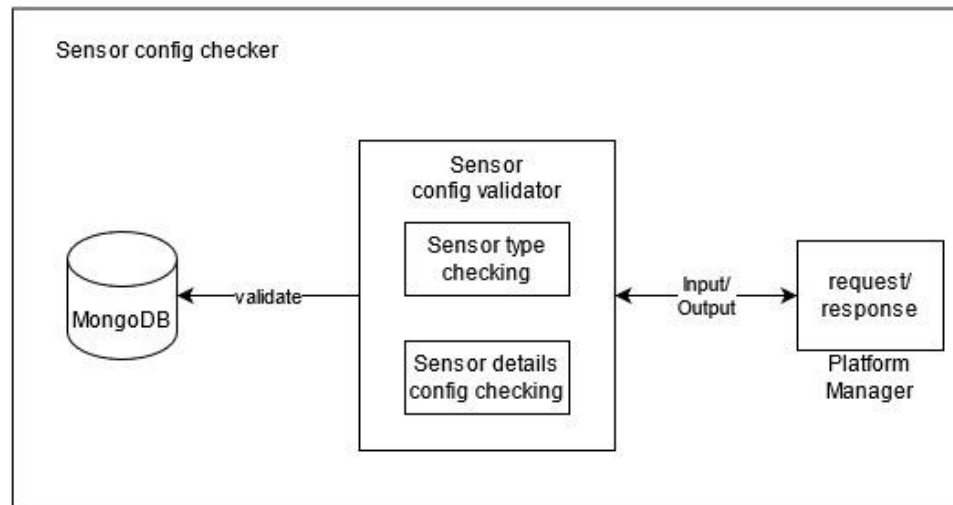 Sensor config checker
Sensor
config validator
Sensor type
checking
Sensor details
config checking
MongoDB
validate
Input/
Output
request/
response
Platform
Manager